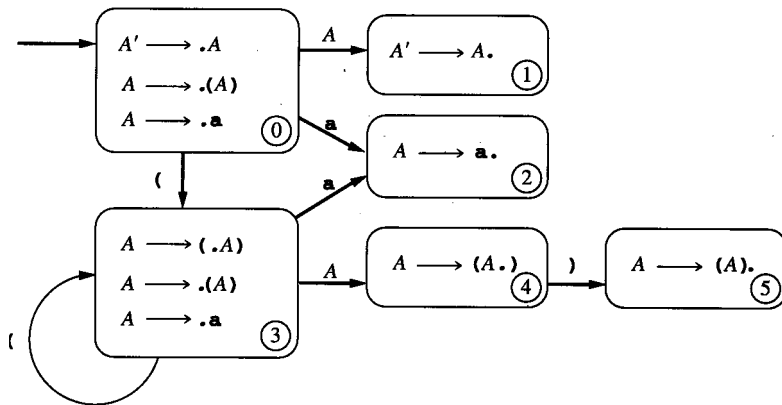 A' ⟶ .A
A ⟶ .(A)
A ⟶ .a
0
A
A' ⟶ A.
1
a
A ⟶ a.
2
(
a
A ⟶ (.A)
A ⟶ .(A)
A ⟶ .a
3
(
A
A ⟶ (A.)
4
)
A ⟶ (A).
5